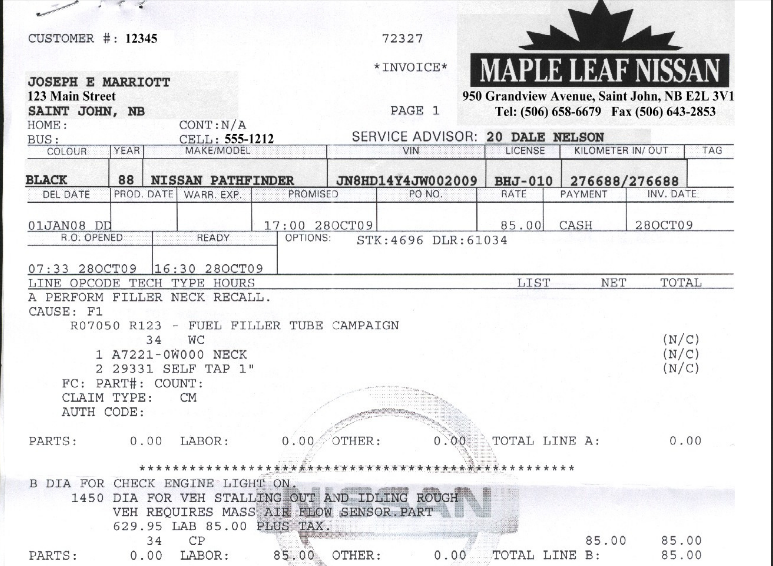 CUSTOMER #: 12345
72327
*INVOICE*
MAPLE LEAF NISSAN
950 Grandview Avenue, Saint John, NB E2L 3V1
Tel: (506) 658-6679 Fax (506) 643-2853
JOSEPH E MARRIOTT
123 Main Street
SAINT JOHN, NB
PAGE 1
HOME: CONT:N/A
BUS: CELL: 555-1212
SERVICE ADVISOR: 20 DALE NELSON
COLOUR YEAR MAKE/MODEL VIN LICENSE KILOMETER IN/ OUT TAG
BLACK 88 NISSAN PATHFINDER JN8HD14Y4JW002009 BHJ-010 276688/276688
DEL DATE PROD. DATE WARR. EXP. PROMISED PO NO. RATE PAYMENT INV. DATE
01JAN08 DD 17:00 28OCT09 85.00 CASH 28OCT09
R.O. OPENED READY OPTIONS: STK:4696 DLR:61034
07:33 28OCT09 16:30 28OCT09
LINE OPCODE TECH TYPE HOURS LIST NET TOTAL
A PERFORM FILLER NECK RECALL.
CAUSE: F1
R07050 R123 - FUEL FILLER TUBE CAMPAIGN
34 WC (N/C)
1 A7221-0W000 NECK (N/C)
2 29331 SELF TAP 1" (N/C)
FC: PART#: COUNT:
CLAIM TYPE: CM
AUTH CODE:
PARTS: 0.00 LABOR: 0.00 OTHER: 0.00 TOTAL LINE A: 0.00
*******************************************************
B DIA FOR CHECK ENGINE LIGHT ON.
1450 DIA FOR VEH STALLING OUT AND IDLING ROUGH
VEH REQUIRES MASS AIR FLOW SENSOR.PART
629.95 LAB 85.00 PLUS TAX.
34 CP 85.00 85.00
PARTS: 0.00 LABOR: 85.00 OTHER: 0.00 TOTAL LINE B: 85.00
NISSAN